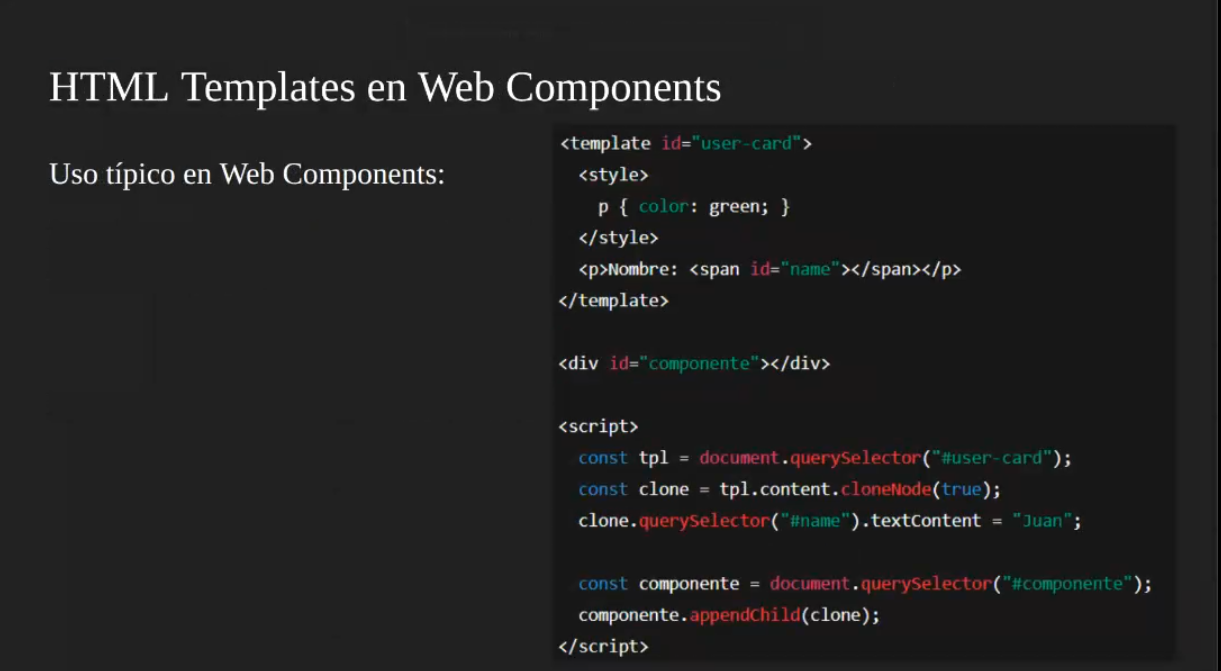 HTML Templates en Web Components
Uso típico en Web Components:
<template id="user-card">
  <style>
    p { color: green; }
  </style>
  <p>Nombre: <span id="name"></span></p>
</template>

<div id="componente"></div>

<script>
  const tpl = document.querySelector("#user-card");
  const clone = tpl.content.cloneNode(true);
  clone.querySelector("#name").textContent = "Juan";

  const componente = document.querySelector("#componente");
  componente.appendChild(clone);
</script>